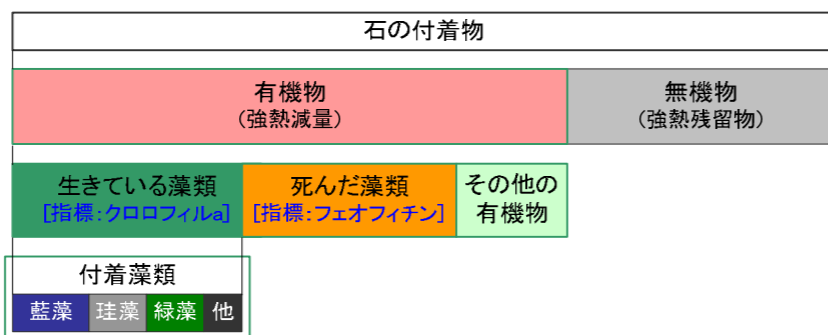 石の付着物
有機物
(強熱減量)
無機物
(強熱残留物)
生きている藻類
[指標:クロロフィルa]
死んだ藻類
[指標:フェオフィチン]
その他の
有機物
付着藻類
藍藻
珪藻
緑藻
他